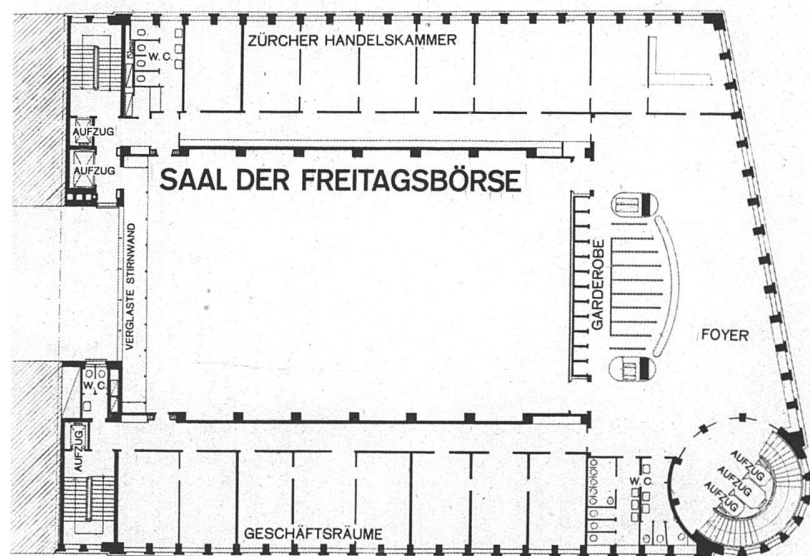 ZÜRCHER HANDELSKAMMER
W.C.
AUFZUG
AUFZUG
SAAL DER FREITAGSBÖRSE
VERGLASTE STIRNWAND
GARDEROBE
FOYER
W.C.
AUFZUG
GESCHÄFTSRÄUME
W.C.
AUFZUG
AUFZUG
AUFZUG